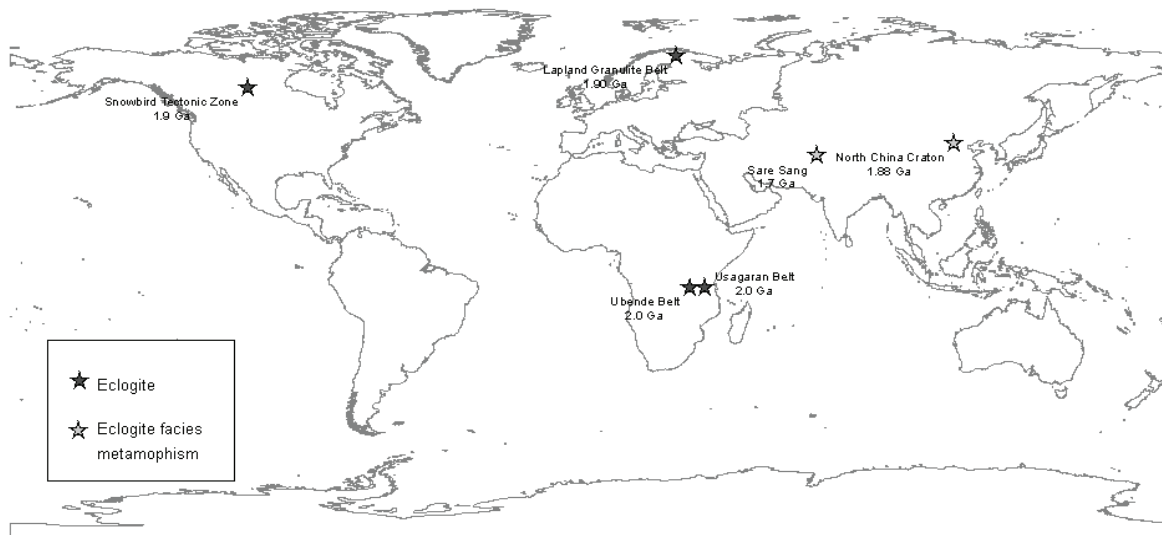 Lapland Granulite Belt
1.90 Ga
Snowbird Tectonic Zone
1.9 Ga
North China Craton
1.88 Ga
Sare Sang
1.7 Ga
Usagaran Belt
2.0 Ga
Ubende Belt
2.0 Ga
Eclogite
Eclogite facies
metamophism